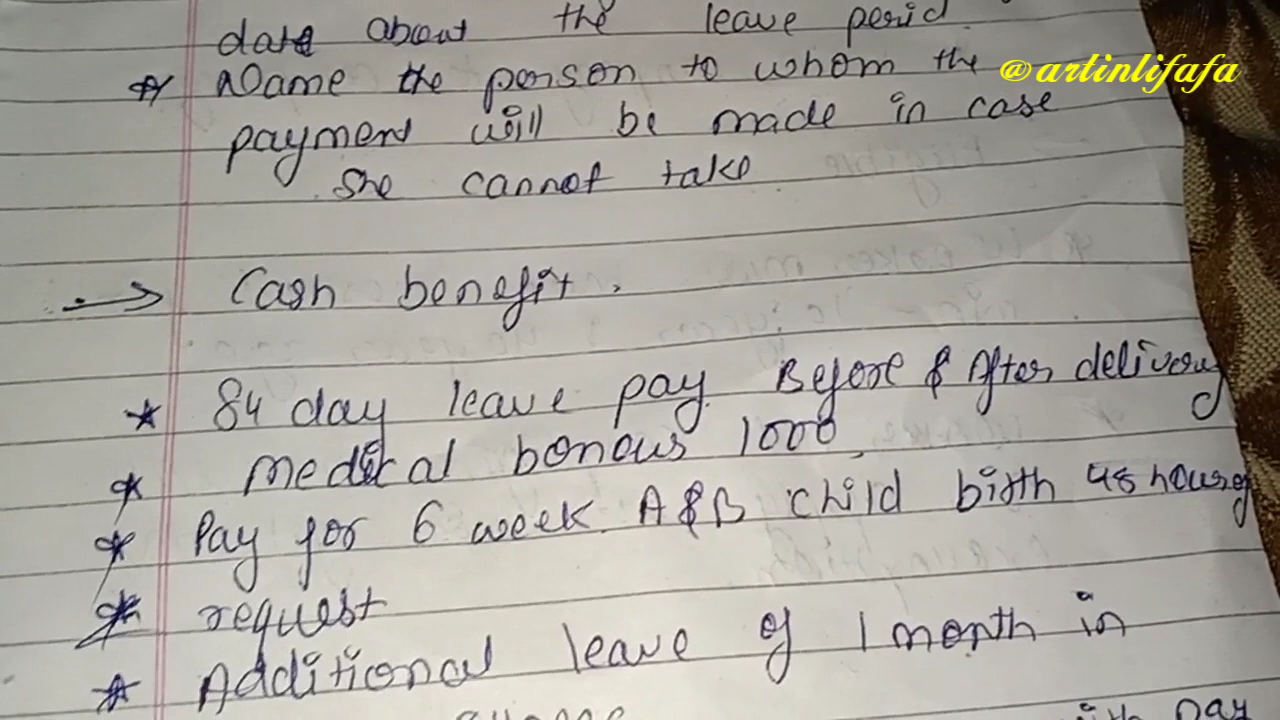 date about the leave period
@artinlifafa
* Name the person to whom the
payment will be made in case
she cannot take
→ Cash benefit.
* 84 day leave pay Before & After delivery
* medical bonous 1000
* Pay for 6 week A&B child birth 48 hours
request
* Additional leave of 1 month in
with pay